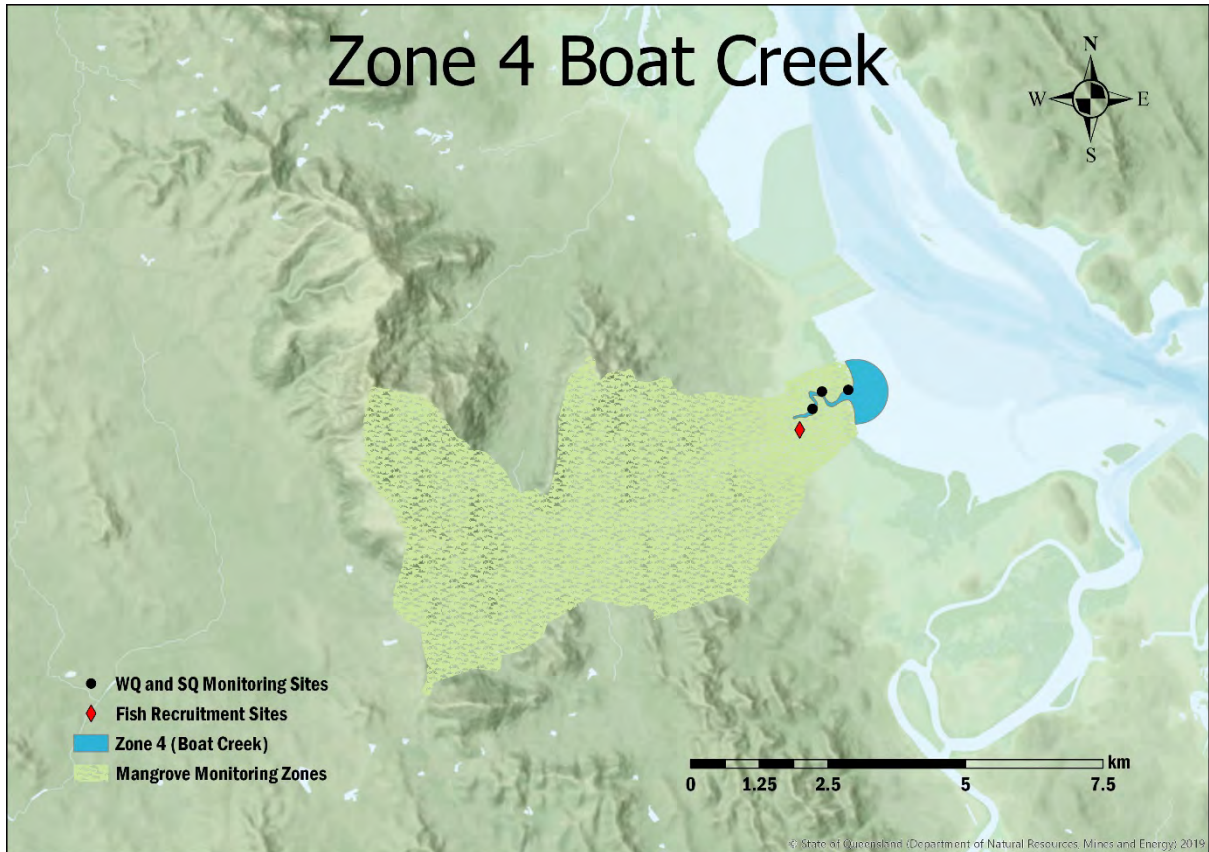 Zone 4 Boat Creek
N
W E
S
WQ and SQ Monitoring Sites
Fish Recruitment Sites
Zone 4 (Boat Creek)
Mangrove Monitoring Zones
km
0 1.25 2.5 5 7.5
© State of Queensland (Department of Natural Resources, Mines and Energy) 2019